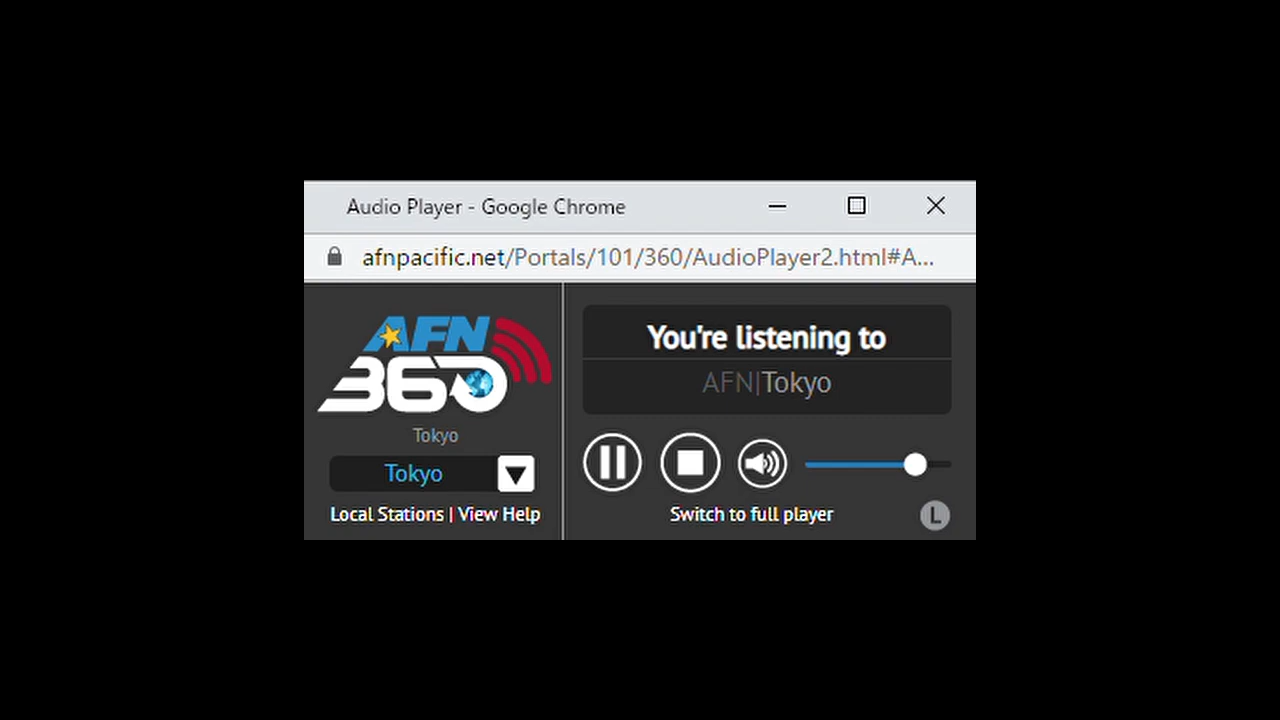 Audio Player - Google Chrome
afnpacific.net/Portals/101/360/AudioPlayer2.html#A...
AFN
360
Tokyo
Tokyo
Local Stations | View Help
You're listening to
AFN|Tokyo
Switch to full player
L